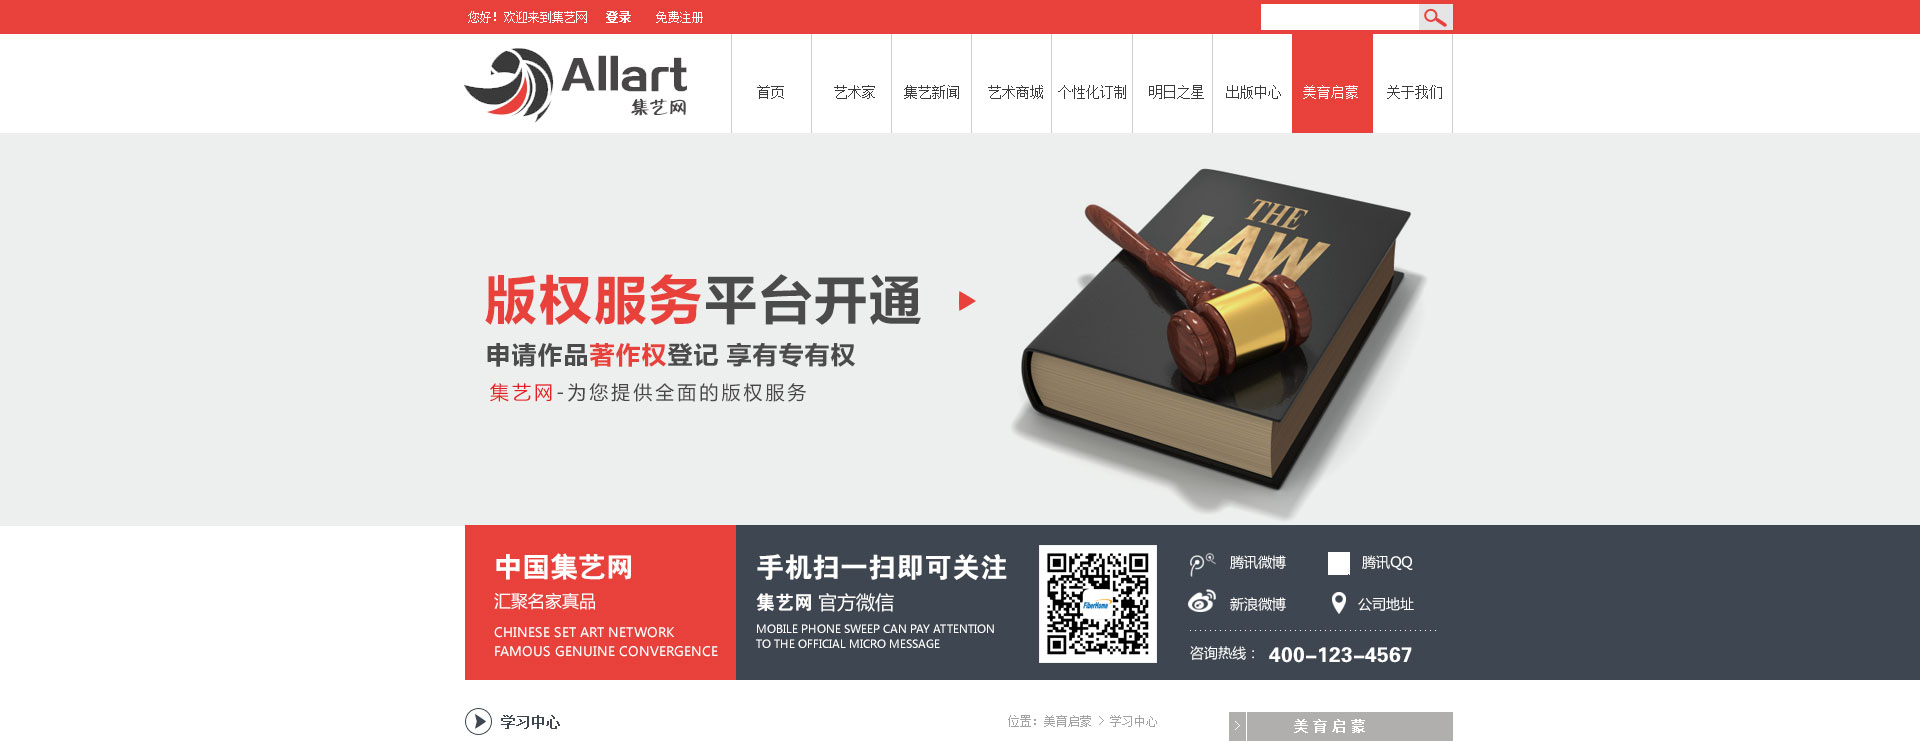 您好！欢迎来到集艺网 登录 免费注册
Allart
集艺网
首页 艺术家 集艺新闻 艺术商城 个性化订制 明日之星 出版中心 美育启蒙 关于我们
THE
LAW
版权服务平台开通
申请作品著作权登记 享有专有权
集艺网-为您提供全面的版权服务
中国集艺网
汇聚名家真品
CHINESE SET ART NETWORK
FAMOUS GENUINE CONVERGENCE
手机扫一扫即可关注
集艺网 官方微信
MOBILE PHONE SWEEP CAN PAY ATTENTION
TO THE OFFICIAL MICRO MESSAGE
FiberHome
腾讯微博 腾讯QQ
新浪微博 公司地址
咨询热线： 400-123-4567
学习中心
位置：美育启蒙 > 学习中心
> 美育启蒙